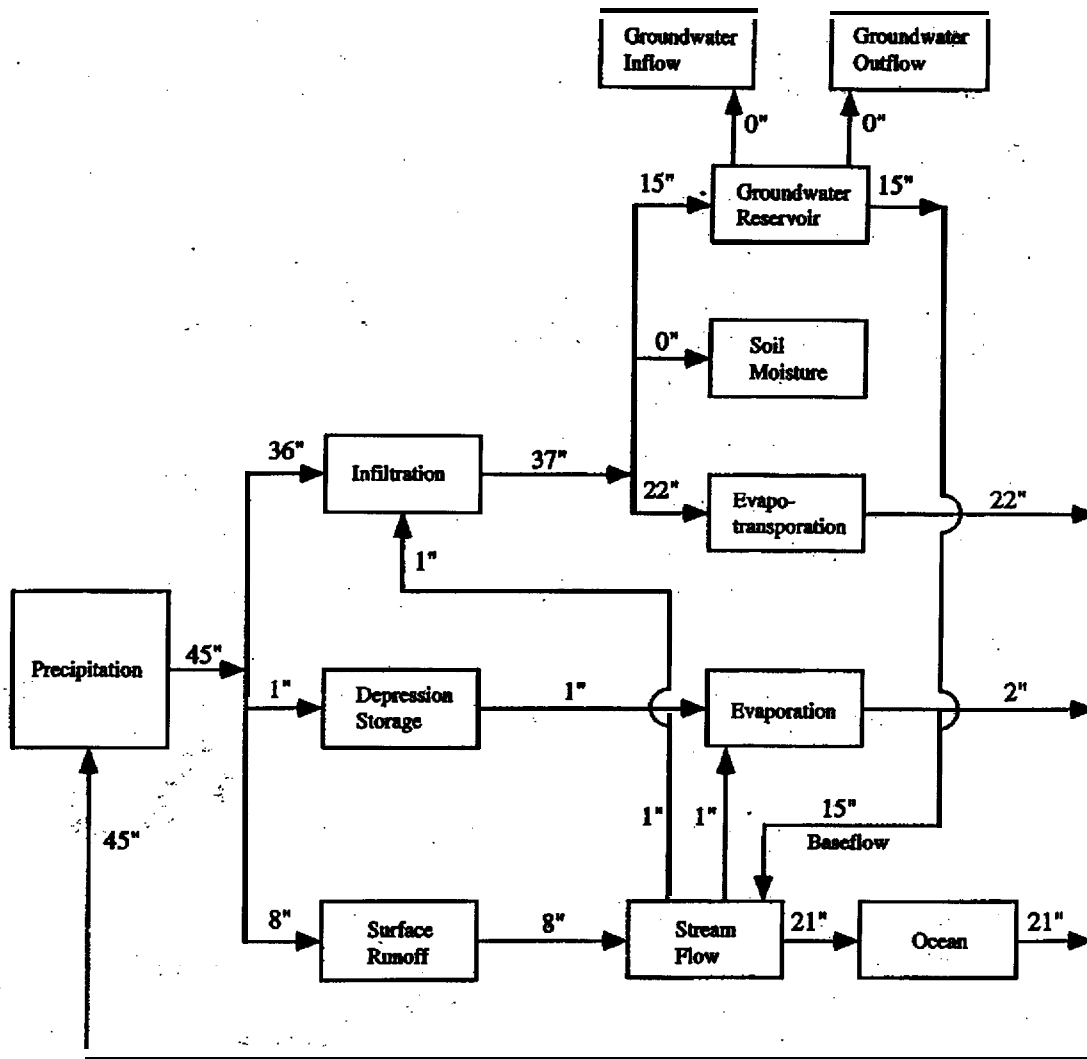 Groundwater
Inflow
Groundwater
Outflow
0"
0"
15"
Groundwater
Reservoir
15"
0"
Soil
Moisture
36"
Infiltration
37"
22"
Evapo-
transporation
22"
1"
Precipitation
45"
1"
Depression
Storage
1"
Evaporation
2"
45"
1"
1"
15"
Baseflow
8"
Surface
Runoff
8"
Stream
Flow
21"
Ocean
21"